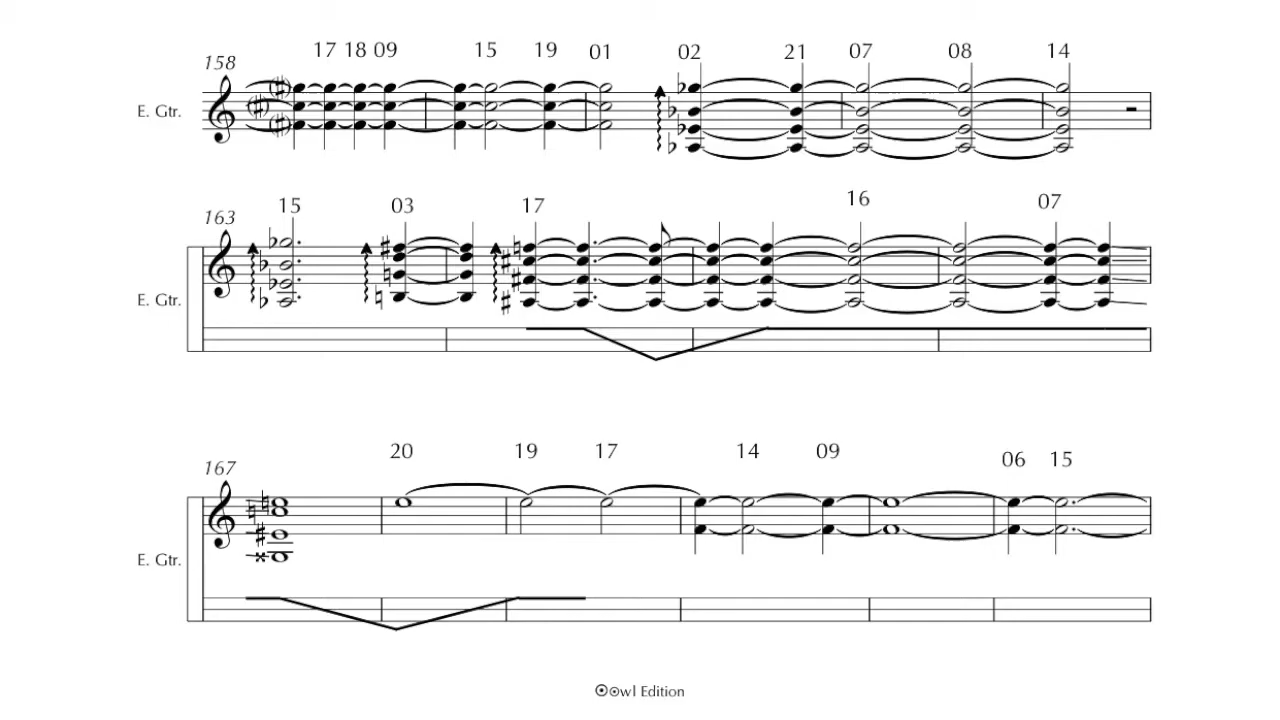 158
17 18 09 15 19 01 02 21 07 08 14
E. Gtr.
163
15 03 17 16 07
E. Gtr.
167
20 19 17 14 09 06 15
E. Gtr.
⊙⊙wl Edition